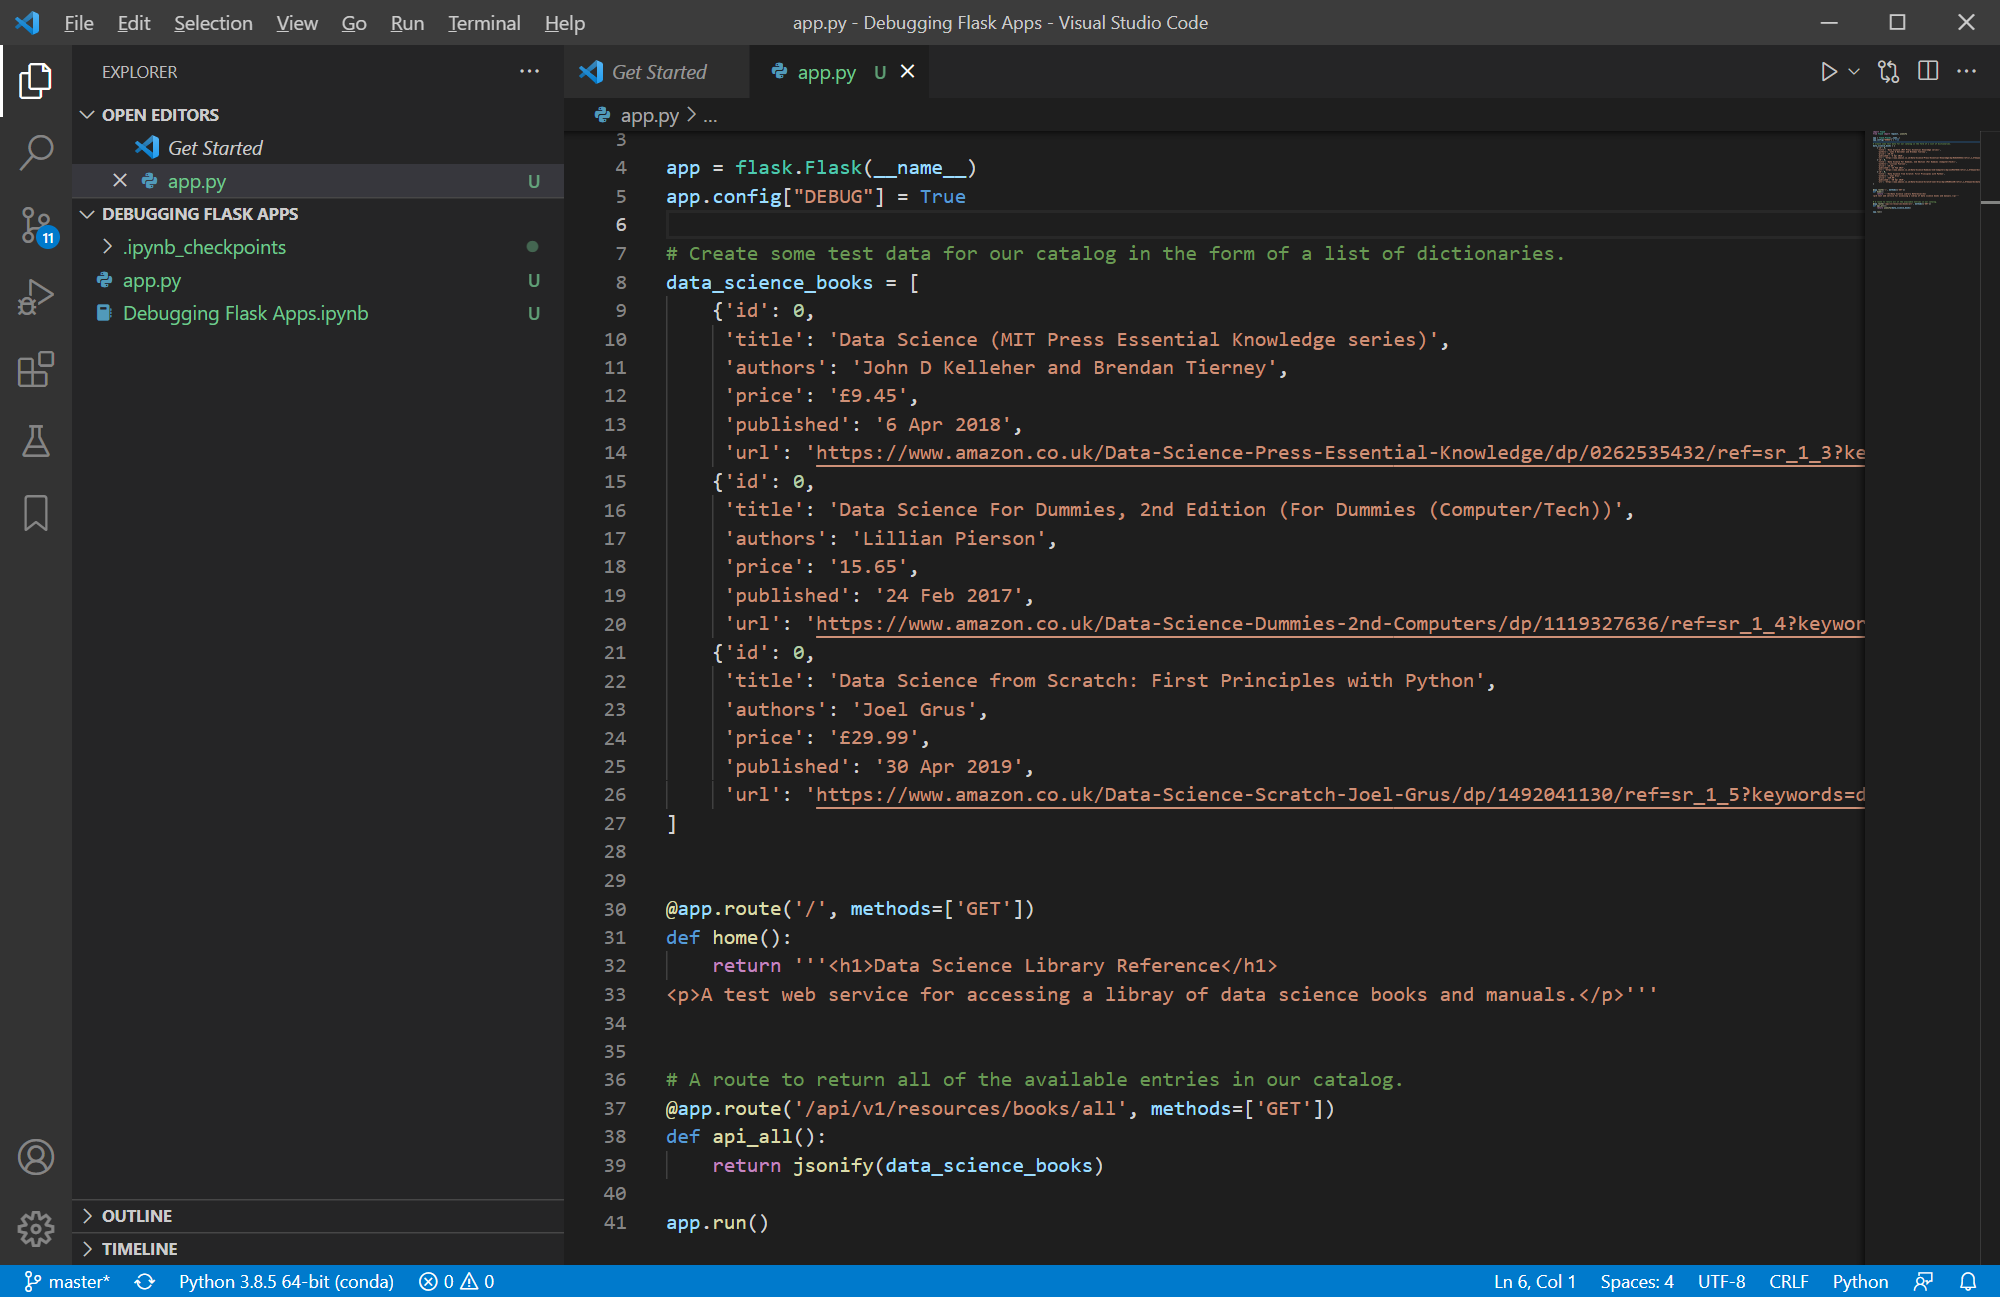 File Edit Selection View Go Run Terminal Help
app.py - Debugging Flask Apps - Visual Studio Code
EXPLORER
OPEN EDITORS
Get Started
app.py U
DEBUGGING FLASK APPS
.ipynb_checkpoints
app.py U
Debugging Flask Apps.ipynb U
OUTLINE
TIMELINE
11
Get Started
app.py U
app.py > ...
3
4 app = flask.Flask(__name__)
5 app.config["DEBUG"] = True
6
7 # Create some test data for our catalog in the form of a list of dictionaries.
8 data_science_books = [
9 {'id': 0,
10 'title': 'Data Science (MIT Press Essential Knowledge series)',
11 'authors': 'John D Kelleher and Brendan Tierney',
12 'price': '£9.45',
13 'published': '6 Apr 2018',
14 'url': 'https://www.amazon.co.uk/Data-Science-Press-Essential-Knowledge/dp/0262535432/ref=sr_1_3?ke
15 {'id': 0,
16 'title': 'Data Science For Dummies, 2nd Edition (For Dummies (Computer/Tech))',
17 'authors': 'Lillian Pierson',
18 'price': '15.65',
19 'published': '24 Feb 2017',
20 'url': 'https://www.amazon.co.uk/Data-Science-Dummies-2nd-Computers/dp/1119327636/ref=sr_1_4?keywor
21 {'id': 0,
22 'title': 'Data Science from Scratch: First Principles with Python',
23 'authors': 'Joel Grus',
24 'price': '£29.99',
25 'published': '30 Apr 2019',
26 'url': 'https://www.amazon.co.uk/Data-Science-Scratch-Joel-Grus/dp/1492041130/ref=sr_1_5?keywords=d
27 ]
28
29
30 @app.route('/', methods=['GET'])
31 def home():
32 return '''<h1>Data Science Library Reference</h1>
33 <p>A test web service for accessing a libray of data science books and manuals.</p>'''
34
35
36 # A route to return all of the available entries in our catalog.
37 @app.route('/api/v1/resources/books/all', methods=['GET'])
38 def api_all():
39 return jsonify(data_science_books)
40
41 app.run()
master* Python 3.8.5 64-bit (conda) 0 0 Ln 6, Col 1 Spaces: 4 UTF-8 CRLF Python